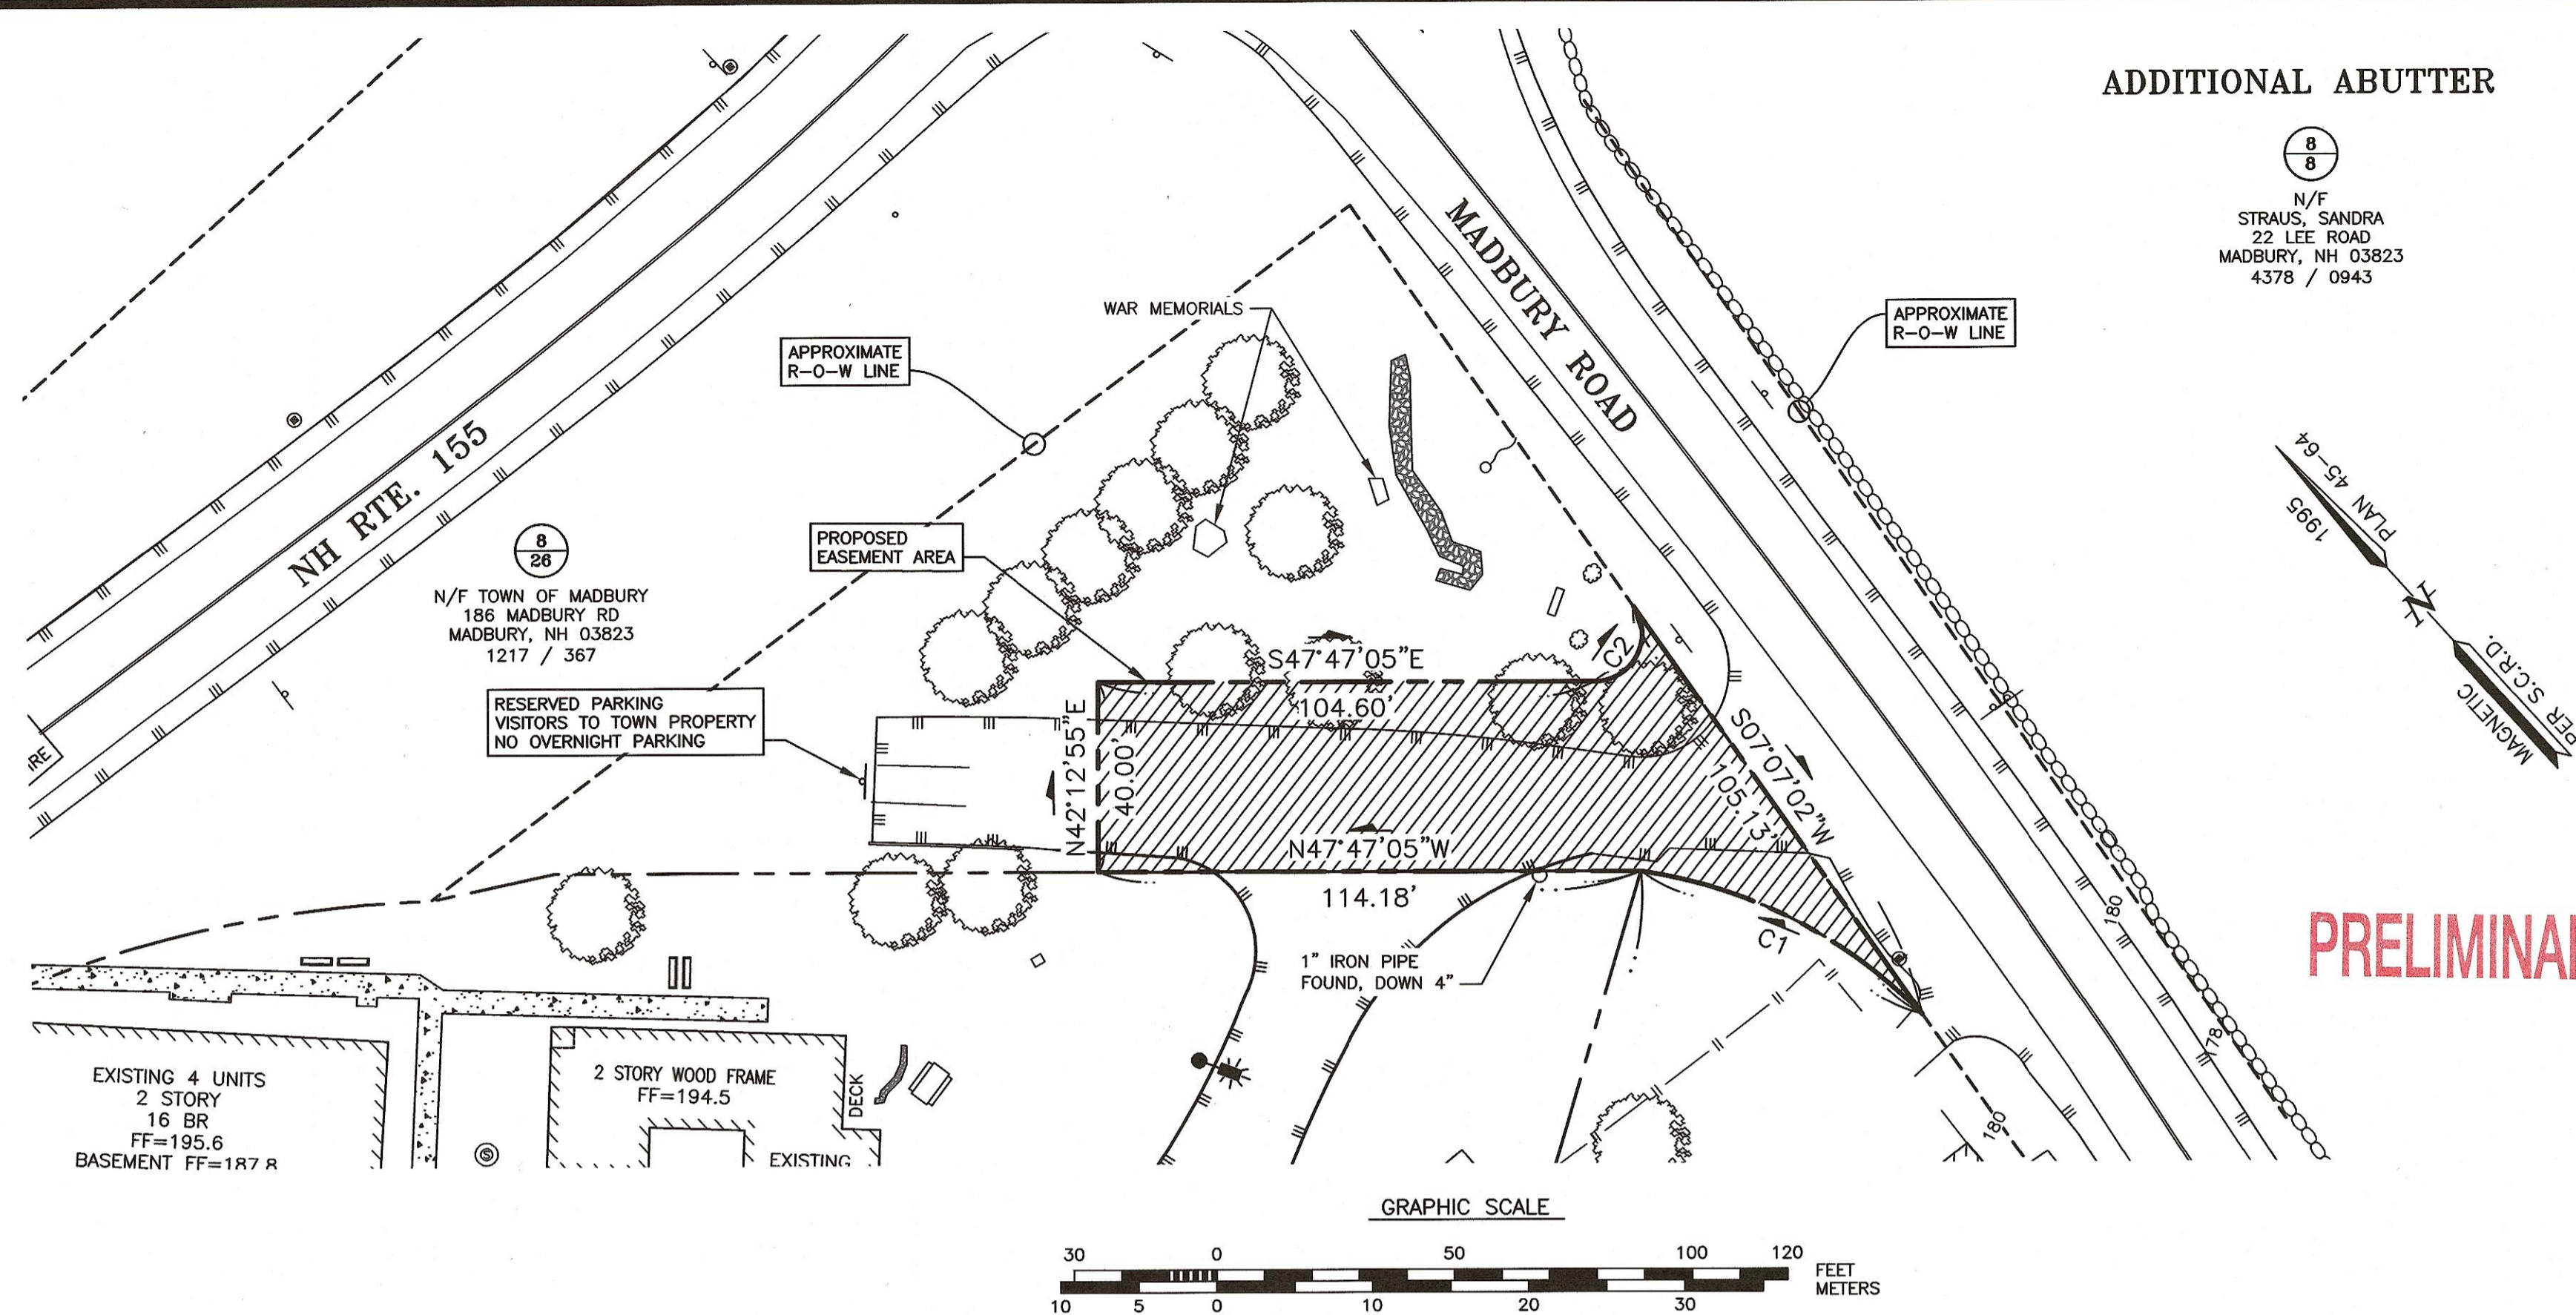 ADDITIONAL ABUTTER
8
8
N/F
STRAUS, SANDRA
22 LEE ROAD
MADBURY, NH 03823
4378 / 0943
MADBURY ROAD
WAR MEMORIALS
APPROXIMATE
R-O-W LINE
APPROXIMATE
R-O-W LINE
NH RTE. 155
8
26
N/F TOWN OF MADBURY
186 MADBURY RD
MADBURY, NH 03823
1217 / 367
PROPOSED
EASEMENT AREA
RESERVED PARKING
VISITORS TO TOWN PROPERTY
NO OVERNIGHT PARKING
S47°47'05"E
104.60'
C2
N42°12'55"E
40.00'
S07°07'02"W
105.13'
N47°47'05"W
114.18'
C1
1" IRON PIPE
FOUND, DOWN 4"
1995
PLAN 45-64
N
MAGNETIC
PER S.C.R.D.
180
178
180
PRELIMINA
EXISTING 4 UNITS
2 STORY
16 BR
FF=195.6
BASEMENT FF=187.8
2 STORY WOOD FRAME
FF=194.5
DECK
EXISTING
S
GRAPHIC SCALE
30 0 50 100 120
FEET
METERS
10 5 0 10 20 30